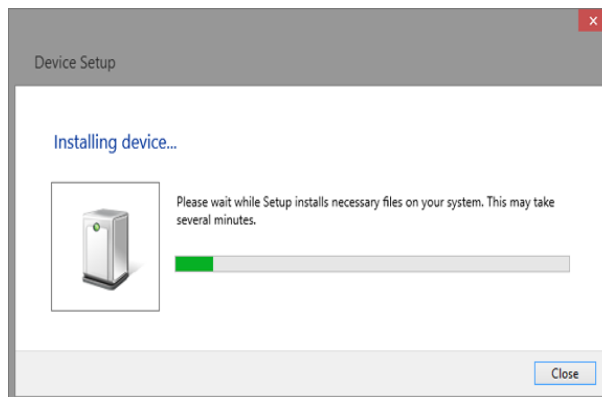 Device Setup
Installing device...
Please wait while Setup installs necessary files on your system. This may take
several minutes.
Close